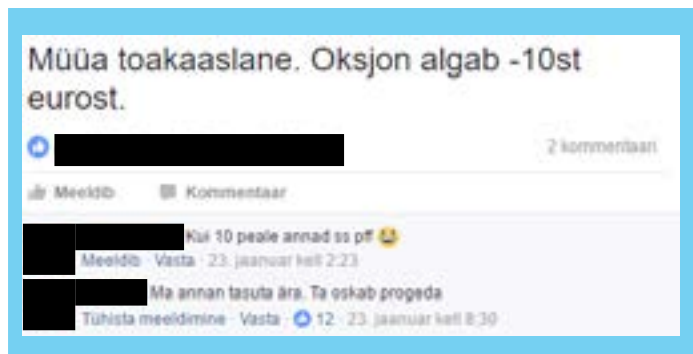 Müüa toakaaslane. Oksjon algab -10st
eurost.
2 kommentaari
Meeldib Kommentaar
Kui 10 peale annad ss pff
Meeldib · Vasta · 23. jaanuar kell 2:23
Ma annan tasuta ära. Ta oskab progeda
Tühista meeldimine · Vasta · 12 · 23. jaanuar kell 8:30